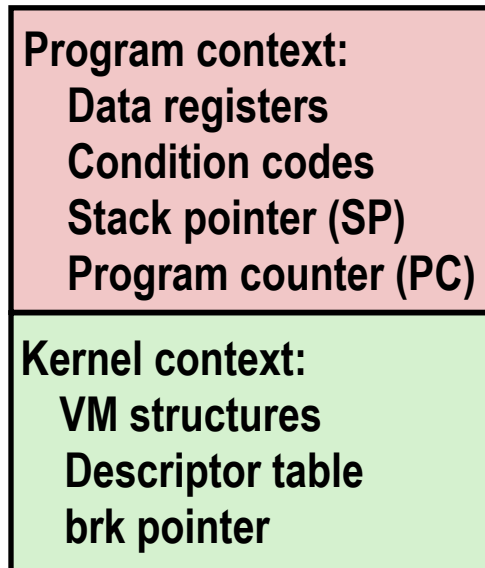 Program context:
Data registers
Condition codes
Stack pointer (SP)
Program counter (PC)
Kernel context:
VM structures
Descriptor table
brk pointer